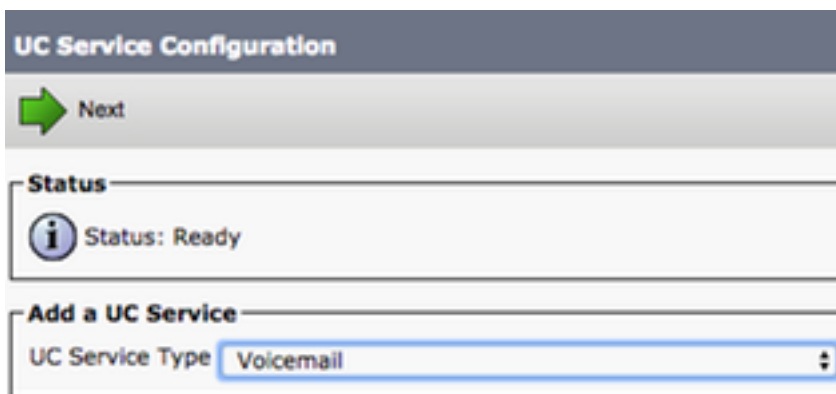 UC Service Configuration
Next
Status
Status: Ready
Add a UC Service
UC Service Type Voicemail